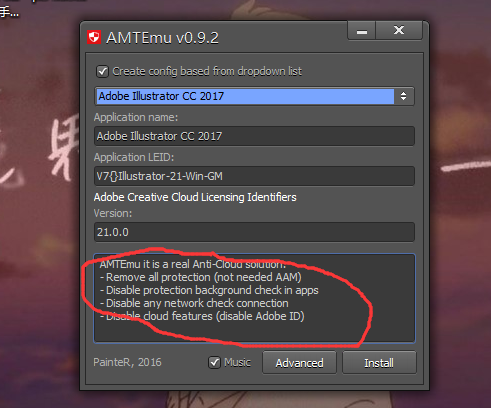 手...
AMTEmu v0.9.2
Create config based from dropdown list
Adobe Illustrator CC 2017
Application name:
Adobe Illustrator CC 2017
Application LEID:
V7{}Illustrator-21-Win-GM
Adobe Creative Cloud Licensing Identifiers
Version:
21.0.0
AMTEmu it is a real Anti-Cloud solution:
- Remove all protection (not needed AAM)
- Disable protection background check in apps
- Disable any network check connection
- Disable cloud features (disable Adobe ID)
PainteR, 2016 Music Advanced Install